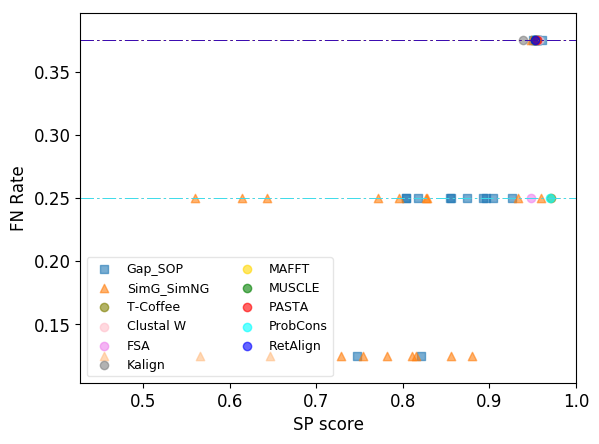 0.35
0.30
0.25
0.20
0.15
FN Rate
Gap_SOP
SimG_SimNG
T-Coffee
Clustal W
FSA
Kalign
MAFFT
MUSCLE
PASTA
ProbCons
RetAlign
0.5 0.6 0.7 0.8 0.9 1.0
SP score